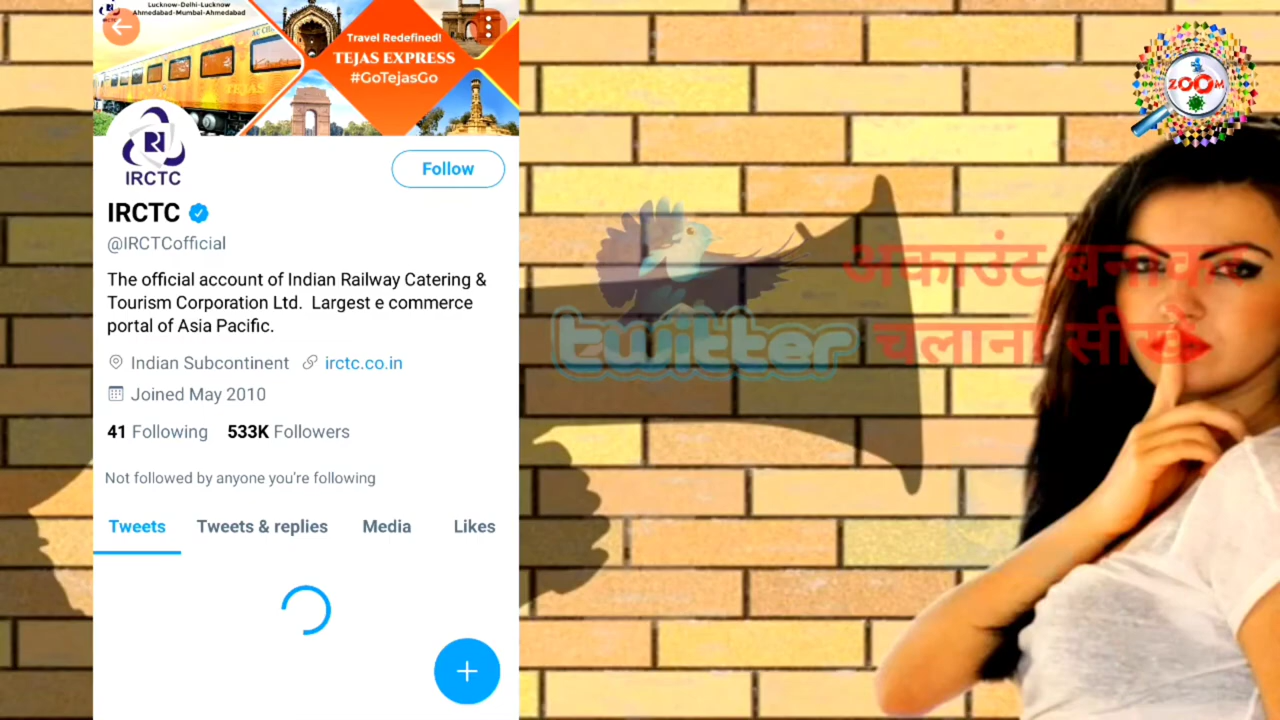 Lucknow-Delhi-Lucknow
Ahmedabad-Mumbai-Ahmedabad
Travel Redefined!
TEJAS EXPRESS
#GoTejasGo
TEJAS
IRCTC
Follow
IRCTC
@IRCTCofficial
The official account of Indian Railway Catering &
Tourism Corporation Ltd. Largest e commerce
portal of Asia Pacific.
Indian Subcontinent irctc.co.in
Joined May 2010
41 Following 533K Followers
Not followed by anyone you're following
Tweets Tweets & replies Media Likes
ZOOM
twitter
अकाउंट बनाकर
चलाना सीखें